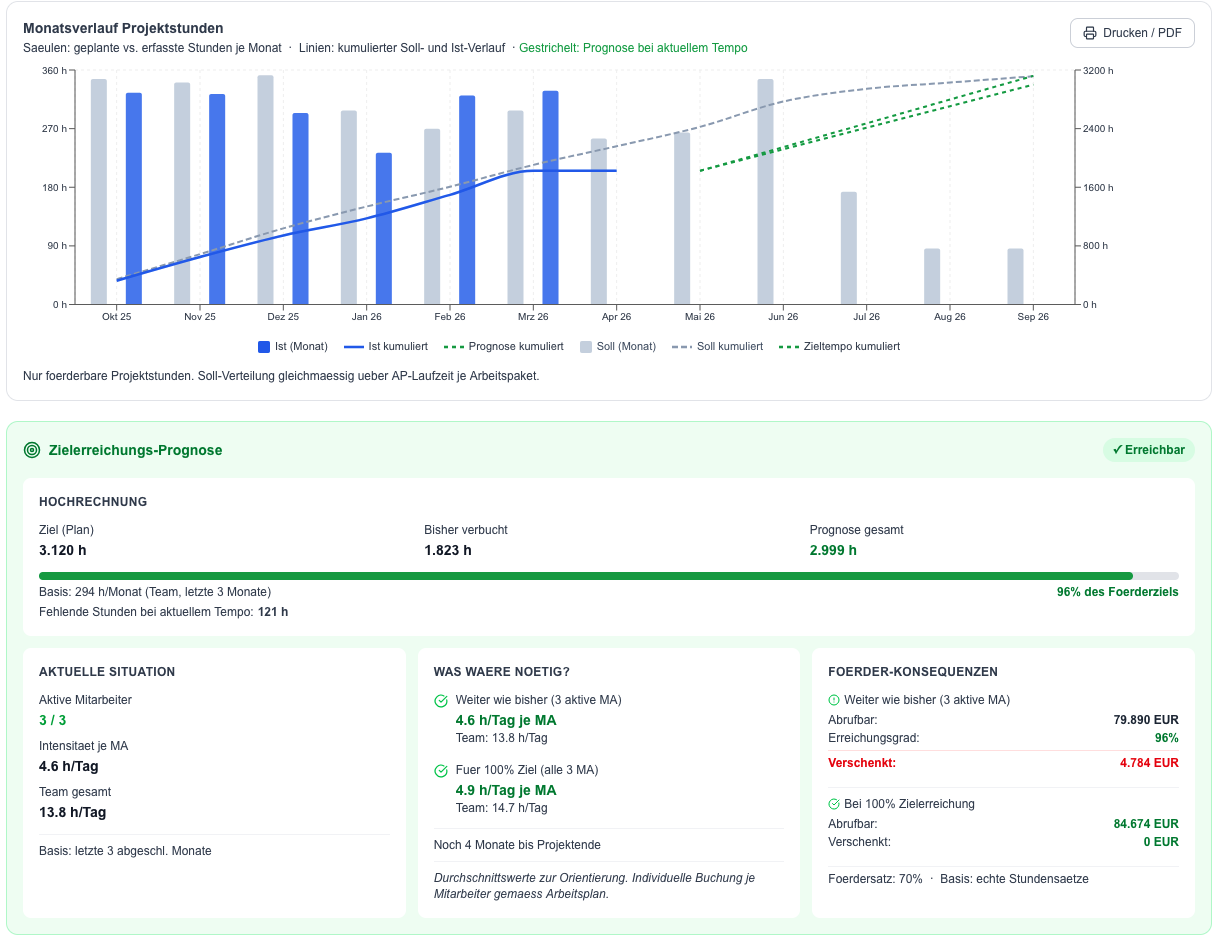 Monatsverlauf Projektstunden
Saeulen: geplante vs. erfasste Stunden je Monat · Linien: kumulierter Soll- und Ist-Verlauf · Gestrichelt: Prognose bei aktuellem Tempo
Drucken / PDF
360 h
270 h
180 h
90 h
0 h
3200 h
2400 h
1600 h
800 h
0 h
Okt 25 Nov 25 Dez 25 Jan 26 Feb 26 Mrz 26 Apr 26 Mai 26 Jun 26 Jul 26 Aug 26 Sep 26
Ist (Monat) Ist kumuliert Prognose kumuliert Soll (Monat) Soll kumuliert Zieltempo kumuliert
Nur foerderbare Projektstunden. Soll-Verteilung gleichmaessig ueber AP-Laufzeit je Arbeitspaket.
Zielerreichungs-Prognose
✓ Erreichbar
HOCHRECHNUNG
Ziel (Plan)
3.120 h
Bisher verbucht
1.823 h
Prognose gesamt
2.999 h
Basis: 294 h/Monat (Team, letzte 3 Monate)
96% des Foerderziels
Fehlende Stunden bei aktuellem Tempo: 121 h
AKTUELLE SITUATION
Aktive Mitarbeiter
3 / 3
Intensitaet je MA
4.6 h/Tag
Team gesamt
13.8 h/Tag
Basis: letzte 3 abgeschl. Monate
WAS WAERE NOETIG?
Weiter wie bisher (3 aktive MA)
4.6 h/Tag je MA
Team: 13.8 h/Tag
Fuer 100% Ziel (alle 3 MA)
4.9 h/Tag je MA
Team: 14.7 h/Tag
Noch 4 Monate bis Projektende
Durchschnittswerte zur Orientierung. Individuelle Buchung je
Mitarbeiter gemaess Arbeitsplan.
FOERDER-KONSEQUENZEN
Weiter wie bisher (3 aktive MA)
Abrufbar: 79.890 EUR
Erreichungsgrad: 96%
Verschenkt: 4.784 EUR
Bei 100% Zielerreichung
Abrufbar: 84.674 EUR
Verschenkt: 0 EUR
Foerdersatz: 70% · Basis: echte Stundensaetze